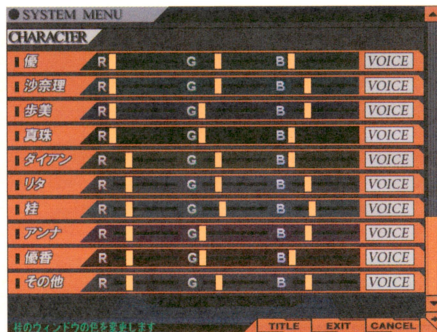 SYSTEM MENU
CHARACTER
優 R G B VOICE
沙奈理 R G B VOICE
歩美 R G B VOICE
真珠 R G B VOICE
ダイアン R G B VOICE
リタ R G B VOICE
桂 R G B VOICE
アンナ R G B VOICE
優香 R G B VOICE
その他 R G B VOICE
桂のウィンドウの色を変更します TITLE EXIT CANCEL